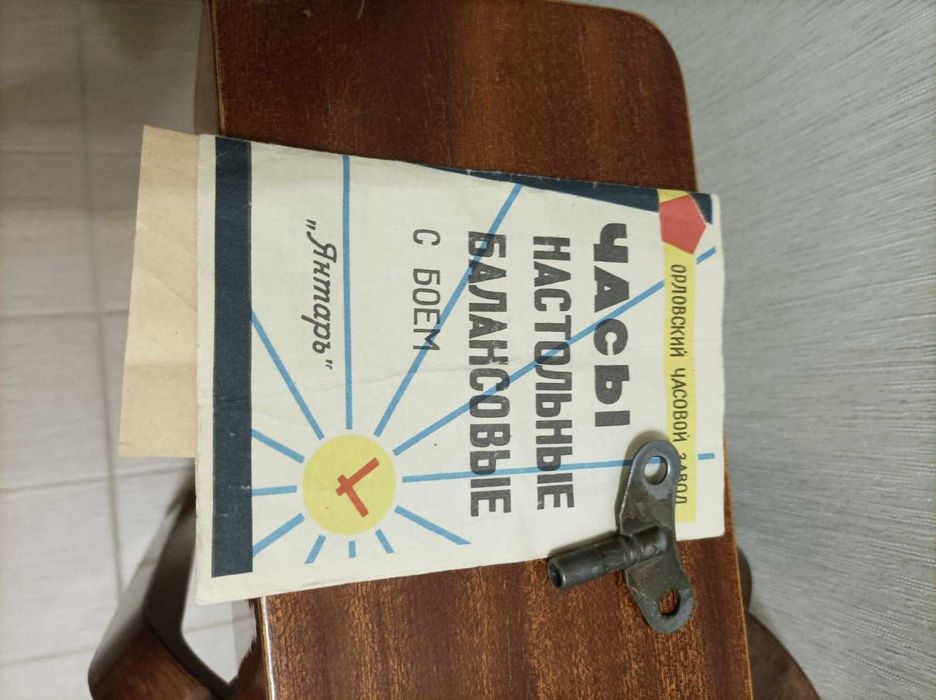 ОРЛОВСКИЙ ЧАСОВОЙ ЗАВОД
ЧАСЫ
НАСТОЛЬНЫЕ
БАЛАНСОВЫЕ
С БОЕМ
"Янтарь"